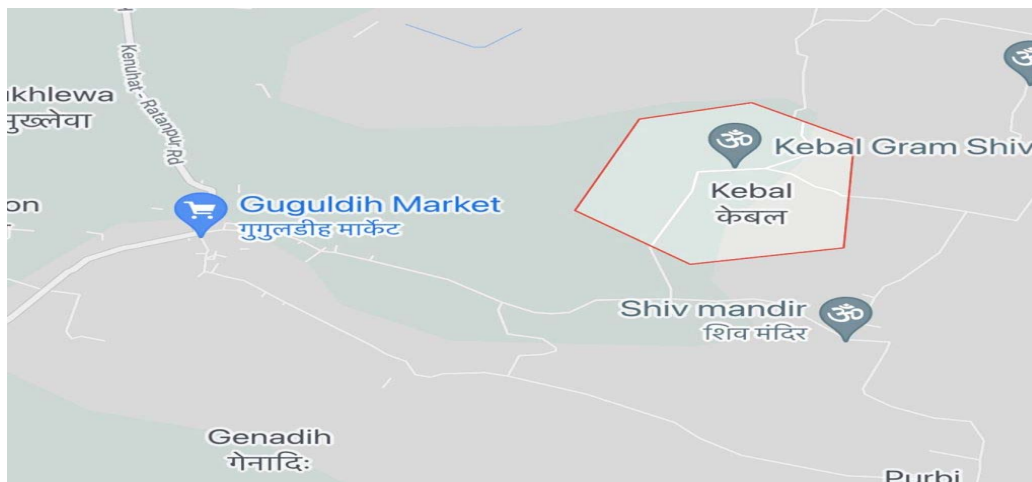 Kenuhat - Ratanpur Rd
ukhlewa
मुख्लेवा
Kebal Gram Shiv
Kebal
केबल
on
Guguldih Market
गुगुलडीह मार्केट
Shiv mandir
शिव मंदिर
Genadih
गेनादिः
Purbi